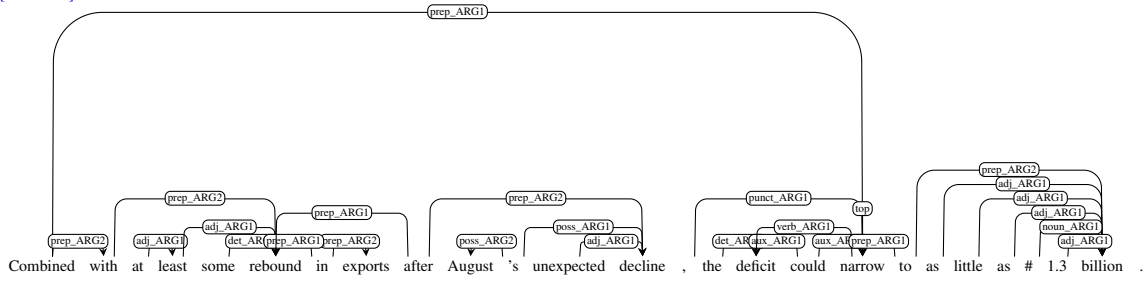 prep_ARG1
prep_ARG2 prep_ARG2 prep_ARG2 punct_ARG1
adj_ARG1
prep_ARG1 top adj_ARG1
adj_ARG1 poss_ARG1 verb_ARG1 adj_ARG1
noun_ARG1
prep_ARG2 adj_ARG1 prep_ARG1 prep_ARG2 poss_ARG2 adj_ARG1 aux_ARG1 prep_ARG1 adj_ARG1
Combined with at least some rebound in exports after August 's unexpected decline , the deficit could narrow to as little as # 1.3 billion .